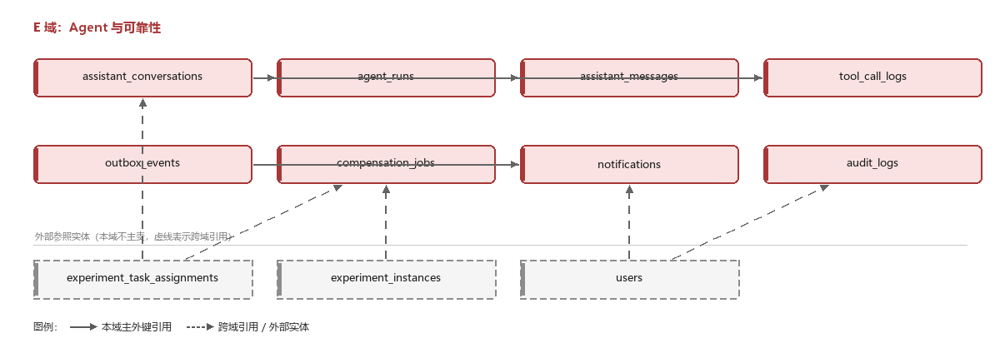 E 域：Agent 与可靠性
assistant_conversations
agent_runs
assistant_messages
tool_call_logs
outbox_events
compensation_jobs
notifications
audit_logs
外部参照实体（本域不主责，虚线表示跨域引用）
experiment_task_assignments
experiment_instances
users
图例： 本域主外键引用 跨域引用 / 外部实体